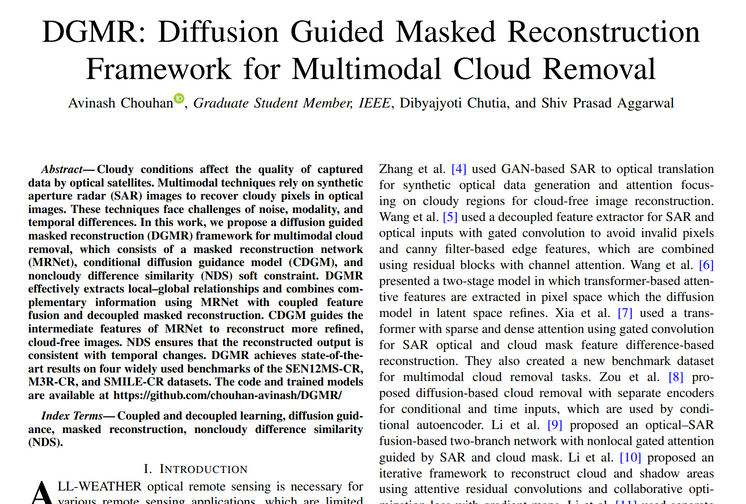 DGMR: Diffusion Guided Masked Reconstruction
Framework for Multimodal Cloud Removal
Avinash Chouhan, Graduate Student Member, IEEE, Dibyajyoti Chutia, and Shiv Prasad Aggarwal
Abstract—Cloudy conditions affect the quality of captured
data by optical satellites. Multimodal techniques rely on synthetic
aperture radar (SAR) images to recover cloudy pixels in optical
images. These techniques face challenges of noise, modality, and
temporal differences. In this work, we propose a diffusion guided
masked reconstruction (DGMR) framework for multimodal cloud
removal, which consists of a masked reconstruction network
(MRNet), conditional diffusion guidance model (CDGM), and
noncloudy difference similarity (NDS) soft constraint. DGMR
effectively extracts local–global relationships and combines com-
plementary information using MRNet with coupled feature
fusion and decoupled masked reconstruction. CDGM guides the
intermediate features of MRNet to reconstruct more refined,
cloud-free images. NDS ensures that the reconstructed output is
consistent with temporal changes. DGMR achieves state-of-the-
art results on four widely used benchmarks of the SEN12MS-CR,
M3R-CR, and SMILE-CR datasets. The code and trained models
are available at https://github.com/chouhan-avinash/DGMR/
Index Terms—Coupled and decoupled learning, diffusion guid-
ance, masked reconstruction, noncloudy difference similarity
(NDS).
I. INTRODUCTION
ALL-WEATHER optical remote sensing is necessary for
various remote sensing applications, which are limited
Zhang et al. [4] used GAN-based SAR to optical translation
for synthetic optical data generation and attention focus-
ing on cloudy regions for cloud-free image reconstruction.
Wang et al. [5] used a decoupled feature extractor for SAR and
optical inputs with gated convolution to avoid invalid pixels
and canny filter-based edge features, which are combined
using residual blocks with channel attention. Wang et al. [6]
presented a two-stage model in which transformer-based atten-
tive features are extracted in pixel space which the diffusion
model in latent space refines. Xia et al. [7] used a trans-
former with sparse and dense attention using gated convolution
for SAR optical and cloud mask feature difference-based
reconstruction. They also created a new benchmark dataset
for multimodal cloud removal tasks. Zou et al. [8] pro-
posed diffusion-based cloud removal with separate encoders
for conditional and time inputs, which are used by condi-
tional autoencoder. Li et al. [9] proposed an optical–SAR
fusion-based two-branch network with nonlocal gated attention
guided by SAR and cloud mask. Li et al. [10] proposed an
iterative framework to reconstruct cloud and shadow areas
using attentive residual convolutions and collaborative opti-